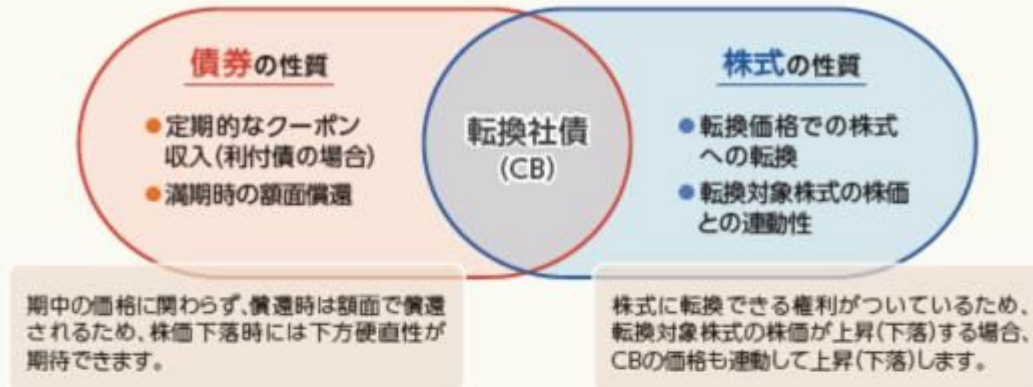 債券の性質
●定期的なクーポン
収入(利付債の場合)
●満期時の額面償還
転換社債
(CB)
株式の性質
●転換価格での株式
への転換
●転換対象株式の株価
との連動性
期中の価格に関わらず、償還時は額面で償還
されるため、株価下落時には下方硬直性が
期待できます。
株式に転換できる権利がついているため、
転換対象株式の株価が上昇(下落)する場合、
CBの価格も連動して上昇(下落)します。